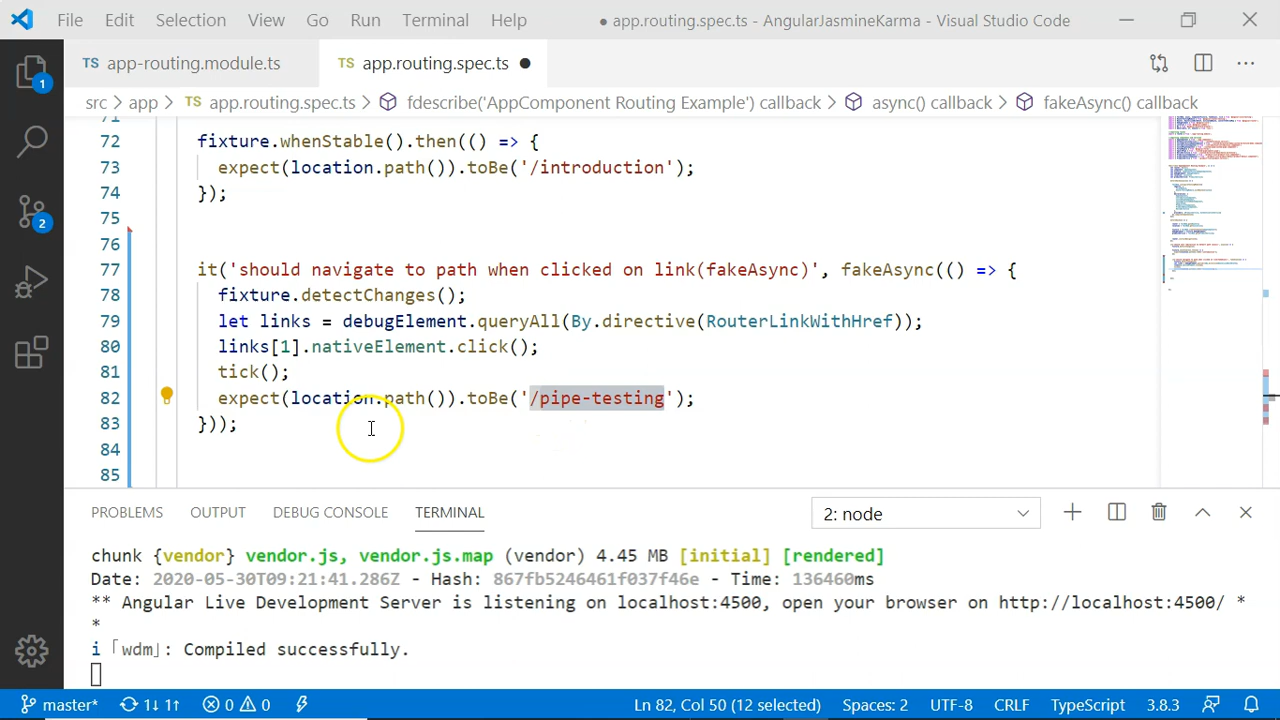 File Edit Selection View Go Run Terminal Help ● app.routing.spec.ts - AngularJasmineKarma - Visual Studio Code
TS app-routing.module.ts TS app.routing.spec.ts
src > app > TS app.routing.spec.ts > fdescribe('AppComponent Routing Example') callback > async() callback > fakeAsync() callback
71
72 fixture.whenStable().then(() => {
73 expect(location.path()).toBe('/introduction');
74 });
75
76
77 it('should navigate to path when clcked on link(fakeAsync)', fakeAsync(() => {
78 fixture.detectChanges();
79 let links = debugElement.queryAll(By.directive(RouterLinkWithHref));
80 links[1].nativeElement.click();
81 tick();
82 expect(location.path()).toBe('/pipe-testing');
83 }));
84
85
1
2
PROBLEMS OUTPUT DEBUG CONSOLE TERMINAL 2: node
chunk {vendor} vendor.js, vendor.js.map (vendor) 4.45 MB [initial] [rendered]
Date: 2020-05-30T09:21:41.286Z - Hash: 867fb5246461f037f46e - Time: 136460ms
** Angular Live Development Server is listening on localhost:4500, open your browser on http://localhost:4500/ *
*
i 「wdm」: Compiled successfully.
master* 1↓ 1↑ 0 0 Ln 82, Col 50 (12 selected) Spaces: 2 UTF-8 CRLF TypeScript 3.8.3